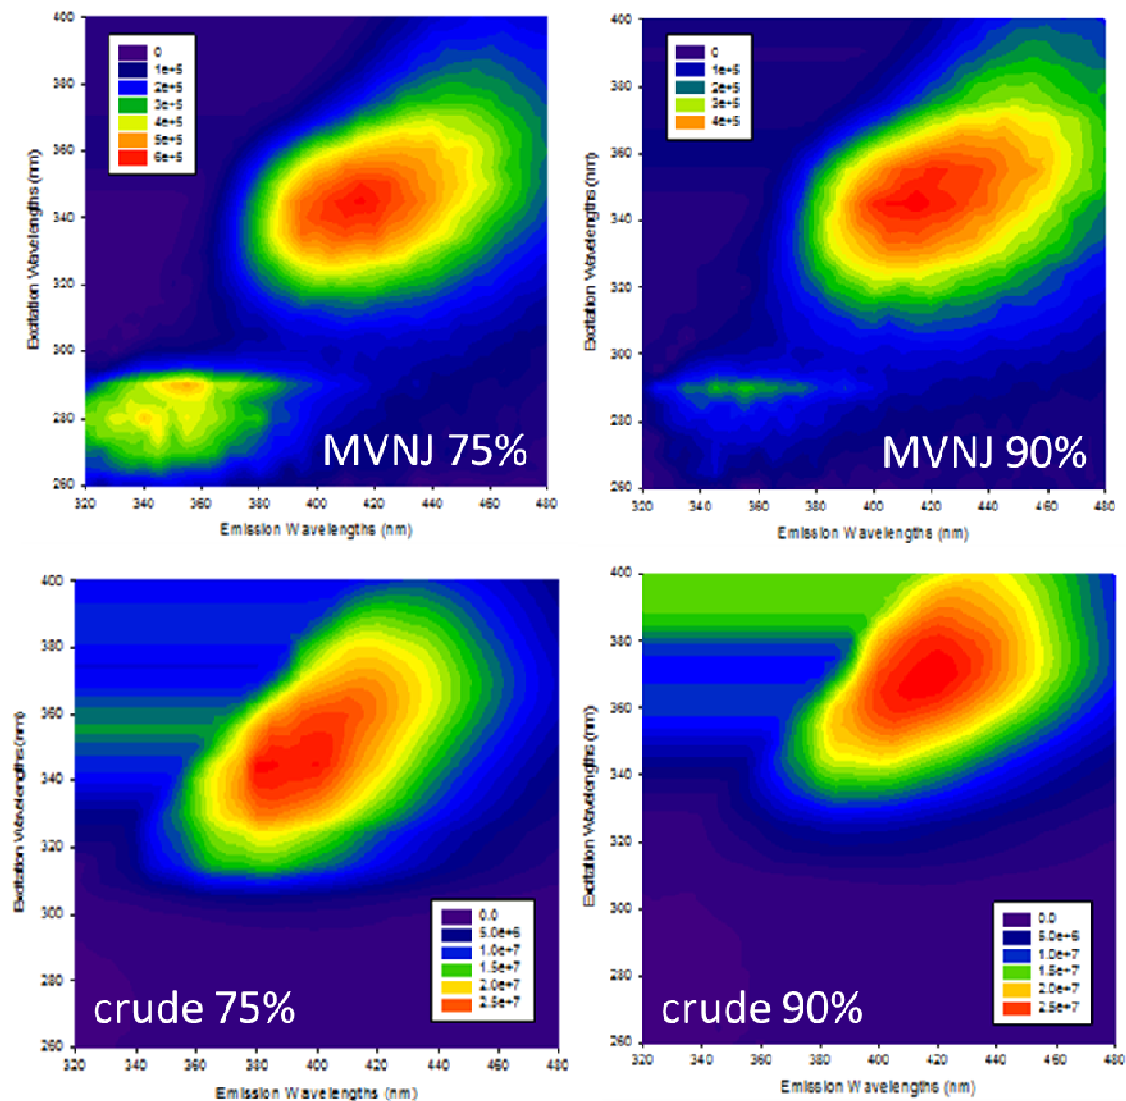 400
380
360
340
320
300
280
260
Excitation Wavelengths (nm)
0
1e+5
2e+5
3e+5
4e+5
5e+5
6e+5
MVNJ 75%
320 340 360 380 400 420 440 460 480
Emission Wavelengths (nm)
400
380
360
340
320
300
280
260
Excitation Wavelengths (nm)
0
1e+5
2e+5
3e+5
4e+5
MVNJ 90%
320 340 360 380 400 420 440 460 480
Emission Wavelengths (nm)
400
380
360
340
320
300
280
260
Excitation Wavelengths (nm)
0.0
5.0e+6
1.0e+7
1.5e+7
2.0e+7
2.5e+7
crude 75%
320 340 360 380 400 420 440 460 480
Emission Wavelengths (nm)
400
380
360
340
320
300
280
260
Excitation Wavelengths (nm)
0.0
5.0e+6
1.0e+7
1.5e+7
2.0e+7
2.5e+7
crude 90%
320 340 360 380 400 420 440 460 480
Emission Wavelengths (nm)